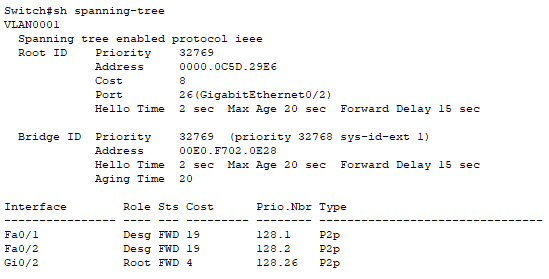 Switch#sh spanning-tree
VLAN0001
  Spanning tree enabled protocol ieee
  Root ID    Priority    32769
             Address     0000.0C5D.29E6
             Cost        8
             Port        26(GigabitEthernet0/2)
             Hello Time  2 sec  Max Age 20 sec  Forward Delay 15 sec

  Bridge ID  Priority    32769  (priority 32768 sys-id-ext 1)
             Address     00E0.F702.0E28
             Hello Time  2 sec  Max Age 20 sec  Forward Delay 15 sec
             Aging Time  20

Interface        Role Sts Cost      Prio.Nbr Type
---------------- ---- --- --------- -------- --------------------------------
Fa0/1            Desg FWD 19        128.1    P2p
Fa0/2            Desg FWD 19        128.2    P2p
Gi0/2            Root FWD 4         128.26   P2p